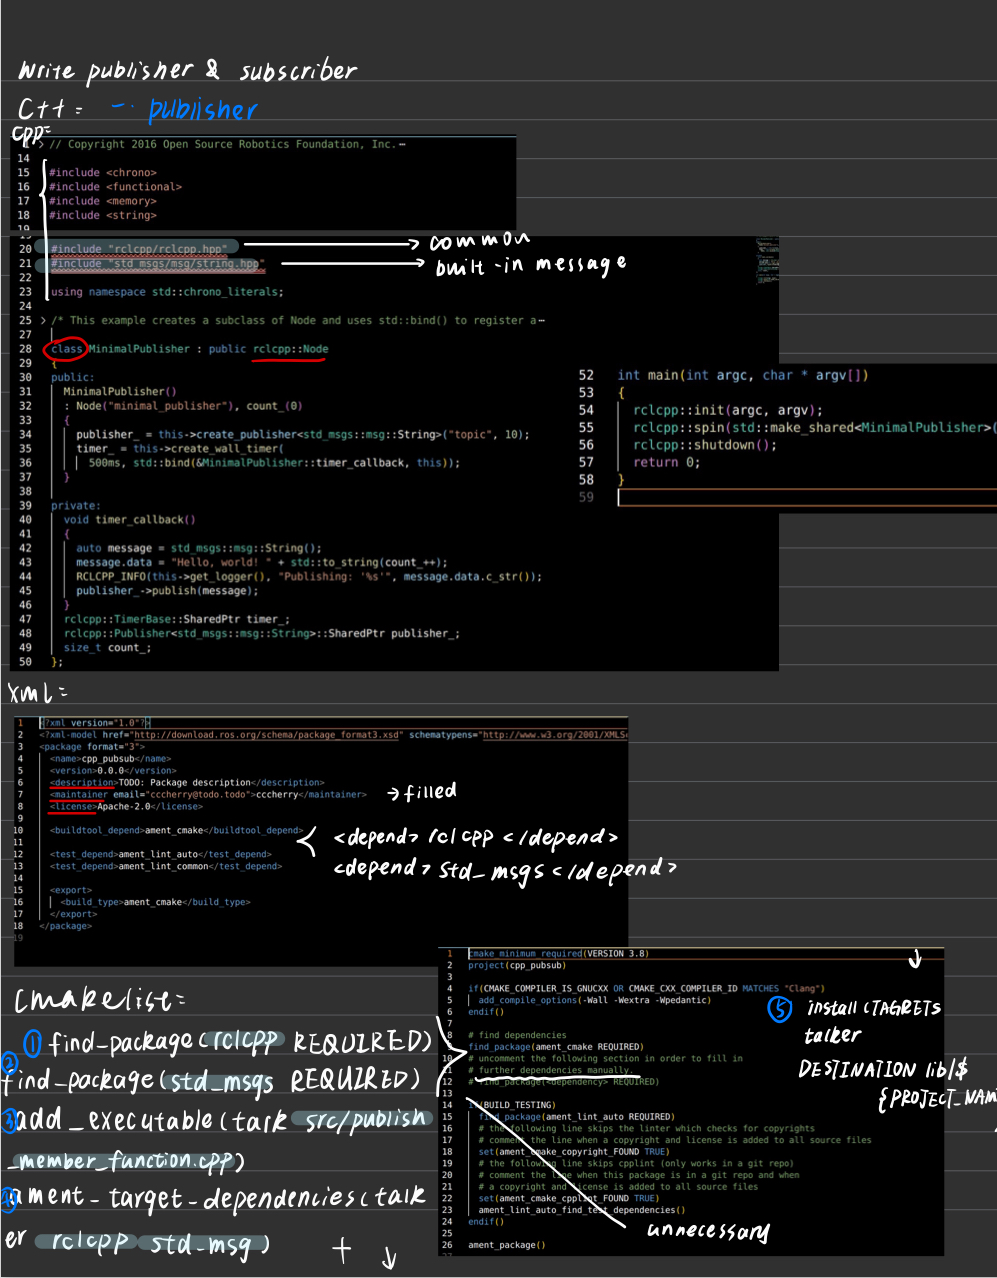 Write publisher & subscriber
C++ = -· publisher
cpp=
1 > // Copyright 2016 Open Source Robotics Foundation, Inc.⋯
14
15 #include <chrono>
16 #include <functional>
17 #include <memory>
18 #include <string>
19
20 #include "rclcpp/rclcpp.hpp" → common
21 #include "std_msgs/msg/string.hpp" → built-in message
22
23 using namespace std::chrono_literals;
24
25 > /* This example creates a subclass of Node and uses std::bind() to register a⋯
27
28 class MinimalPublisher : public rclcpp::Node
29 {
30 public:
31 MinimalPublisher()
32 : Node("minimal_publisher"), count_(0)
33 {
34 publisher_ = this->create_publisher<std_msgs::msg::String>("topic", 10);
35 timer_ = this->create_wall_timer(
36 500ms, std::bind(&MinimalPublisher::timer_callback, this));
37 }
38
39 private:
40 void timer_callback()
41 {
42 auto message = std_msgs::msg::String();
43 message.data = "Hello, world! " + std::to_string(count_++);
44 RCLCPP_INFO(this->get_logger(), "Publishing: '%s'", message.data.c_str());
45 publisher_->publish(message);
46 }
47 rclcpp::TimerBase::SharedPtr timer_;
48 rclcpp::Publisher<std_msgs::msg::String>::SharedPtr publisher_;
49 size_t count_;
50 };
52 int main(int argc, char * argv[])
53 {
54 rclcpp::init(argc, argv);
55 rclcpp::spin(std::make_shared<MinimalPublisher>(
56 rclcpp::shutdown();
57 return 0;
58 }
59
xml=
1 <?xml version="1.0"?>
2 <?xml-model href="http://download.ros.org/schema/package_format3.xsd" schematypens="http://www.w3.org/2001/XMLSc
3 <package format="3">
4 <name>cpp_pubsub</name>
5 <version>0.0.0</version>
6 <description>TODO: Package description</description>
7 <maintainer email="cccherry@todo.todo">cccherry</maintainer> → filled
8 <license>Apache-2.0</license>
9
10 <buildtool_depend>ament_cmake</buildtool_depend>
11
12 <test_depend>ament_lint_auto</test_depend>
13 <test_depend>ament_lint_common</test_depend>
14
15 <export>
16 <build_type>ament_cmake</build_type>
17 </export>
18 </package>
19
<depend> rclcpp </depend>
<depend> std_msgs </depend>
1 cmake_minimum_required(VERSION 3.8)
2 project(cpp_pubsub)
3
4 if(CMAKE_COMPILER_IS_GNUCXX OR CMAKE_CXX_COMPILER_ID MATCHES "Clang")
5 add_compile_options(-Wall -Wextra -Wpedantic)
6 endif()
7
8 # find dependencies
9 find_package(ament_cmake REQUIRED)
10 # uncomment the following section in order to fill in
11 # further dependencies manually.
12 # find_package(<dependency> REQUIRED)
13
14 if(BUILD_TESTING)
15 find_package(ament_lint_auto REQUIRED)
16 # the following line skips the linter which checks for copyrights
17 # comment the line when a copyright and license is added to all source files
18 set(ament_cmake_copyright_FOUND TRUE)
19 # the following line skips cpplint (only works in a git repo)
20 # comment the line when this package is in a git repo and when
21 # a copyright and license is added to all source files
22 set(ament_cmake_cpplint_FOUND TRUE)
23 ament_lint_auto_find_test_dependencies()
24 endif()
25
26 ament_package()
27
unnecessary
Cmakelise=
① find-package(rclcpp REQUIRED)
② find-package(std_msgs REQUIRED)
③ add_executable(talk src/publish
_member_function.cpp)
④ ament-target-dependencies(talk
er rclcpp std_msg) + ↓
↓
⑤ install (TAGRETS
talker
DESTINATION lib/$
{PROJECT_NAM